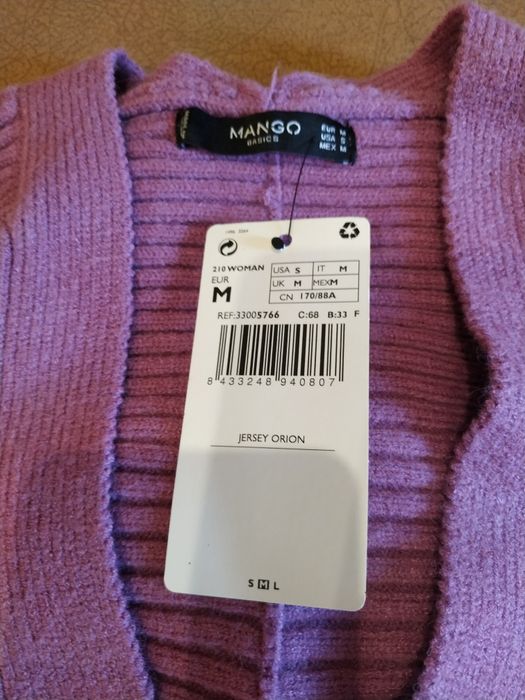 MANGO
BASICS
EUR M
USA S
MEX M
210 WOMAN
EUR
M
USA S IT M
UK M MEX M
CN 170/88A
REF:33005766 C:68 B:33 F
8 433248 940807
JERSEY ORION
S M L